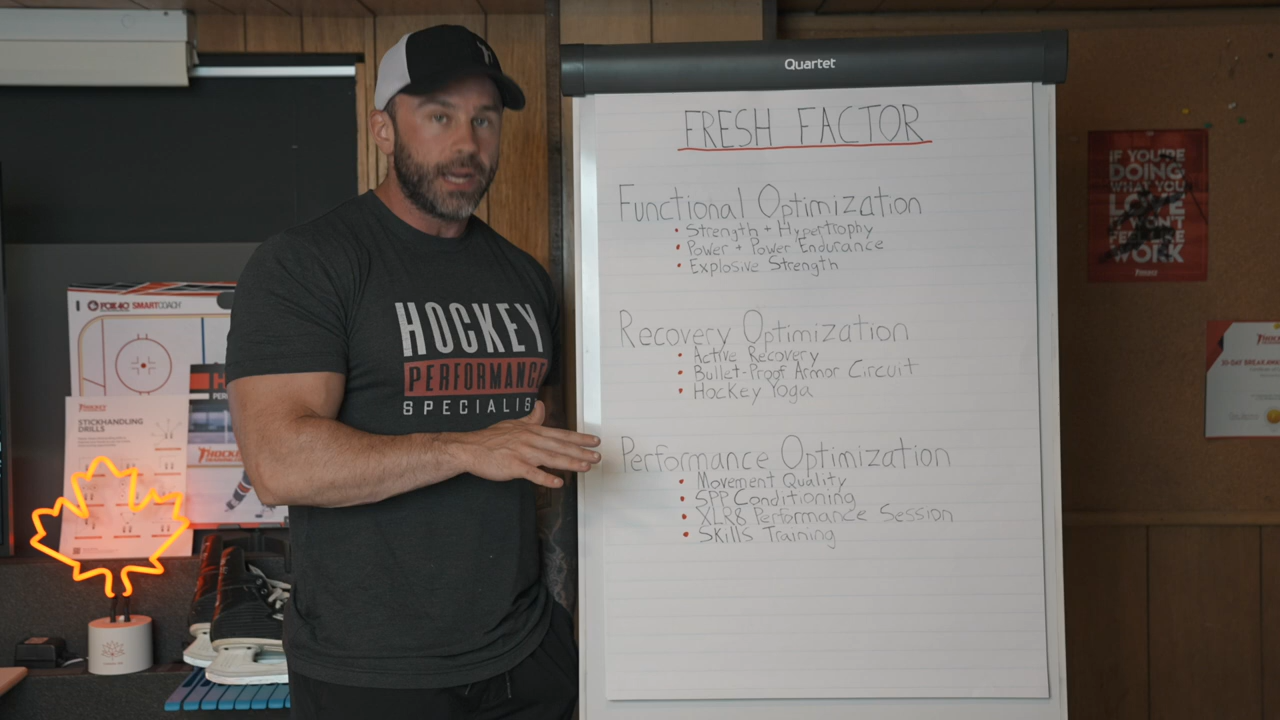 Quartet
FRESH FACTOR
Functional Optimization
• Strength + Hypertrophy
• Power + Power Endurance
• Explosive Strength
Recovery Optimization
• Active Recovery
• Bullet-Proof Armor Circuit
• Hockey Yoga
Performance Optimization
• Movement Quality
• SPP Conditioning
• XLR8 Performance Session
• Skills Training
HOCKEY
PERFORMANCE
SPECIALIS
FOX40 SMARTCOACH
STICKHANDLING
DRILLS
IF YOU'RE
DOING
WHAT YOU
LOVE
WORK